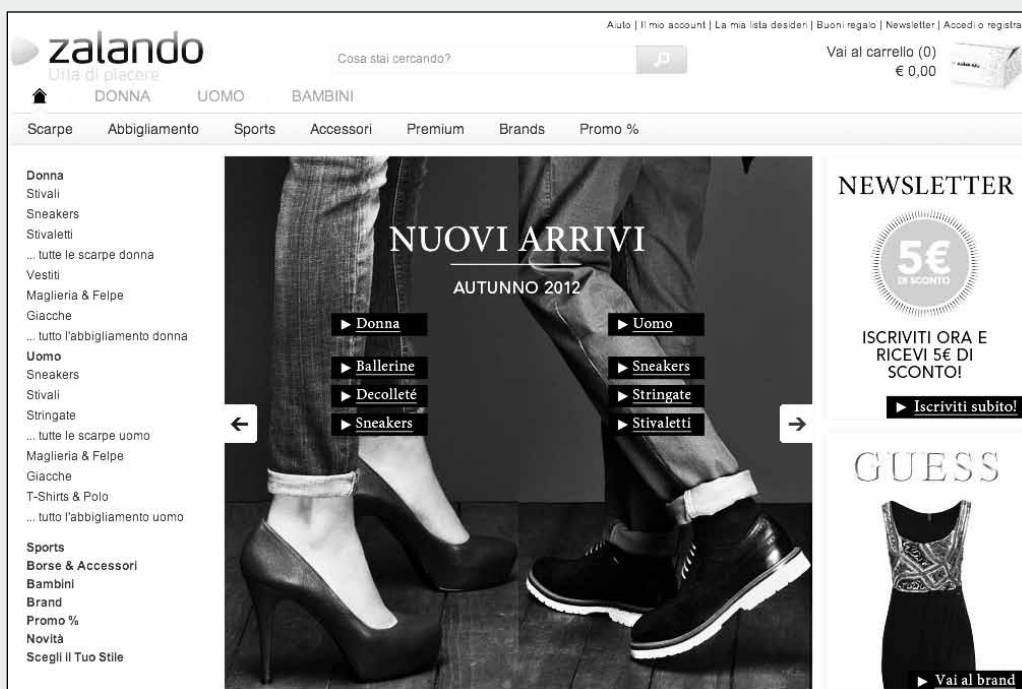 Aiuto | Il mio account | La mia lista desideri | Buoni regalo | Newsletter | Accedi o registra
zalando
Urla di piacere
Cosa stai cercando?
Vai al carrello (0)
€ 0,00
DONNA UOMO BAMBINI
Scarpe Abbigliamento Sports Accessori Premium Brands Promo %
Donna
Stivali
Sneakers
Stivaletti
... tutte le scarpe donna
Vestiti
Maglieria & Felpe
Giacche
... tutto l'abbigliamento donna
Uomo
Sneakers
Stivali
Stringate
... tutte le scarpe uomo
Maglieria & Felpe
Giacche
T-Shirts & Polo
... tutto l'abbigliamento uomo
Sports
Borse & Accessori
Bambini
Brand
Promo %
Novità
Scegli il Tuo Stile
NUOVI ARRIVI
AUTUNNO 2012
Donna
Ballerine
Decolleté
Sneakers
Uomo
Sneakers
Stringate
Stivaletti
NEWSLETTER
5€
DI SCONTO
ISCRIVITI ORA E
RICEVI 5€ DI
SCONTO!
Iscriviti subito!
GUESS
Vai al brand